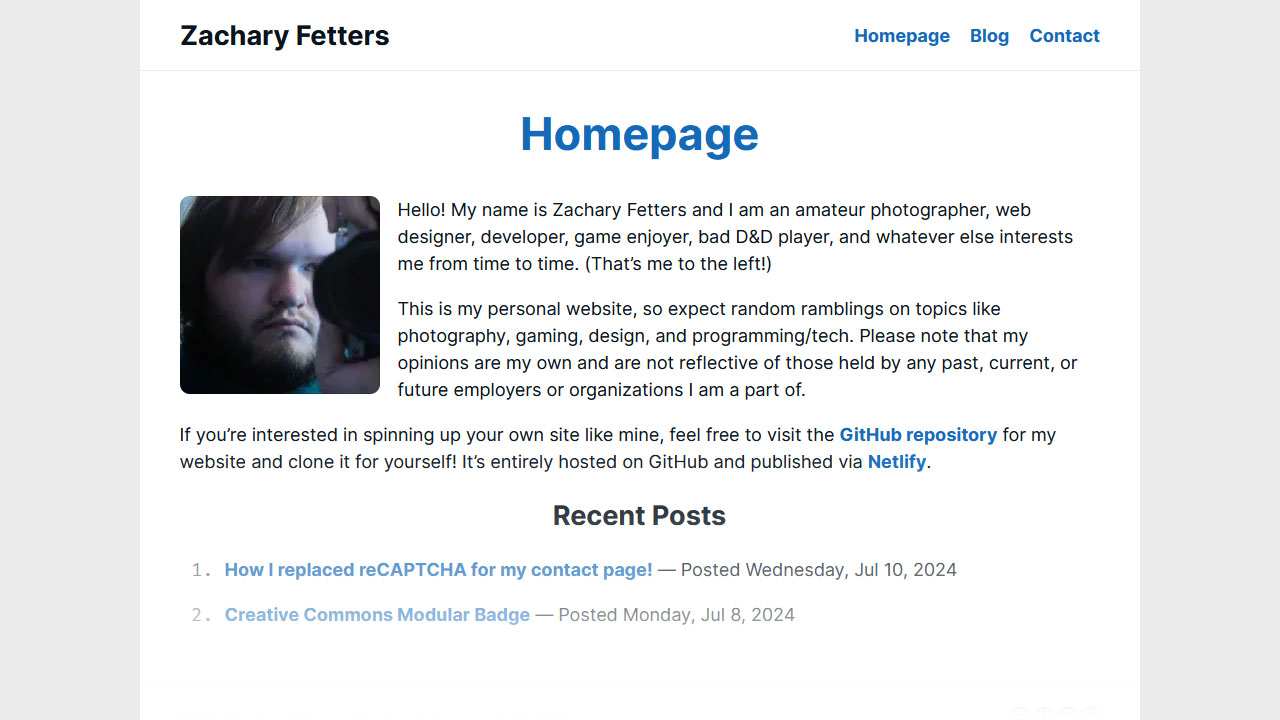 Zachary Fetters
Homepage Blog Contact
Homepage
Hello! My name is Zachary Fetters and I am an amateur photographer, web
designer, developer, game enjoyer, bad D&D player, and whatever else interests
me from time to time. (That’s me to the left!)
This is my personal website, so expect random ramblings on topics like
photography, gaming, design, and programming/tech. Please note that my
opinions are my own and are not reflective of those held by any past, current, or
future employers or organizations I am a part of.
If you’re interested in spinning up your own site like mine, feel free to visit the GitHub repository for my
website and clone it for yourself! It’s entirely hosted on GitHub and published via Netlify.
Recent Posts
1. How I replaced reCAPTCHA for my contact page! — Posted Wednesday, Jul 10, 2024
2. Creative Commons Modular Badge — Posted Monday, Jul 8, 2024